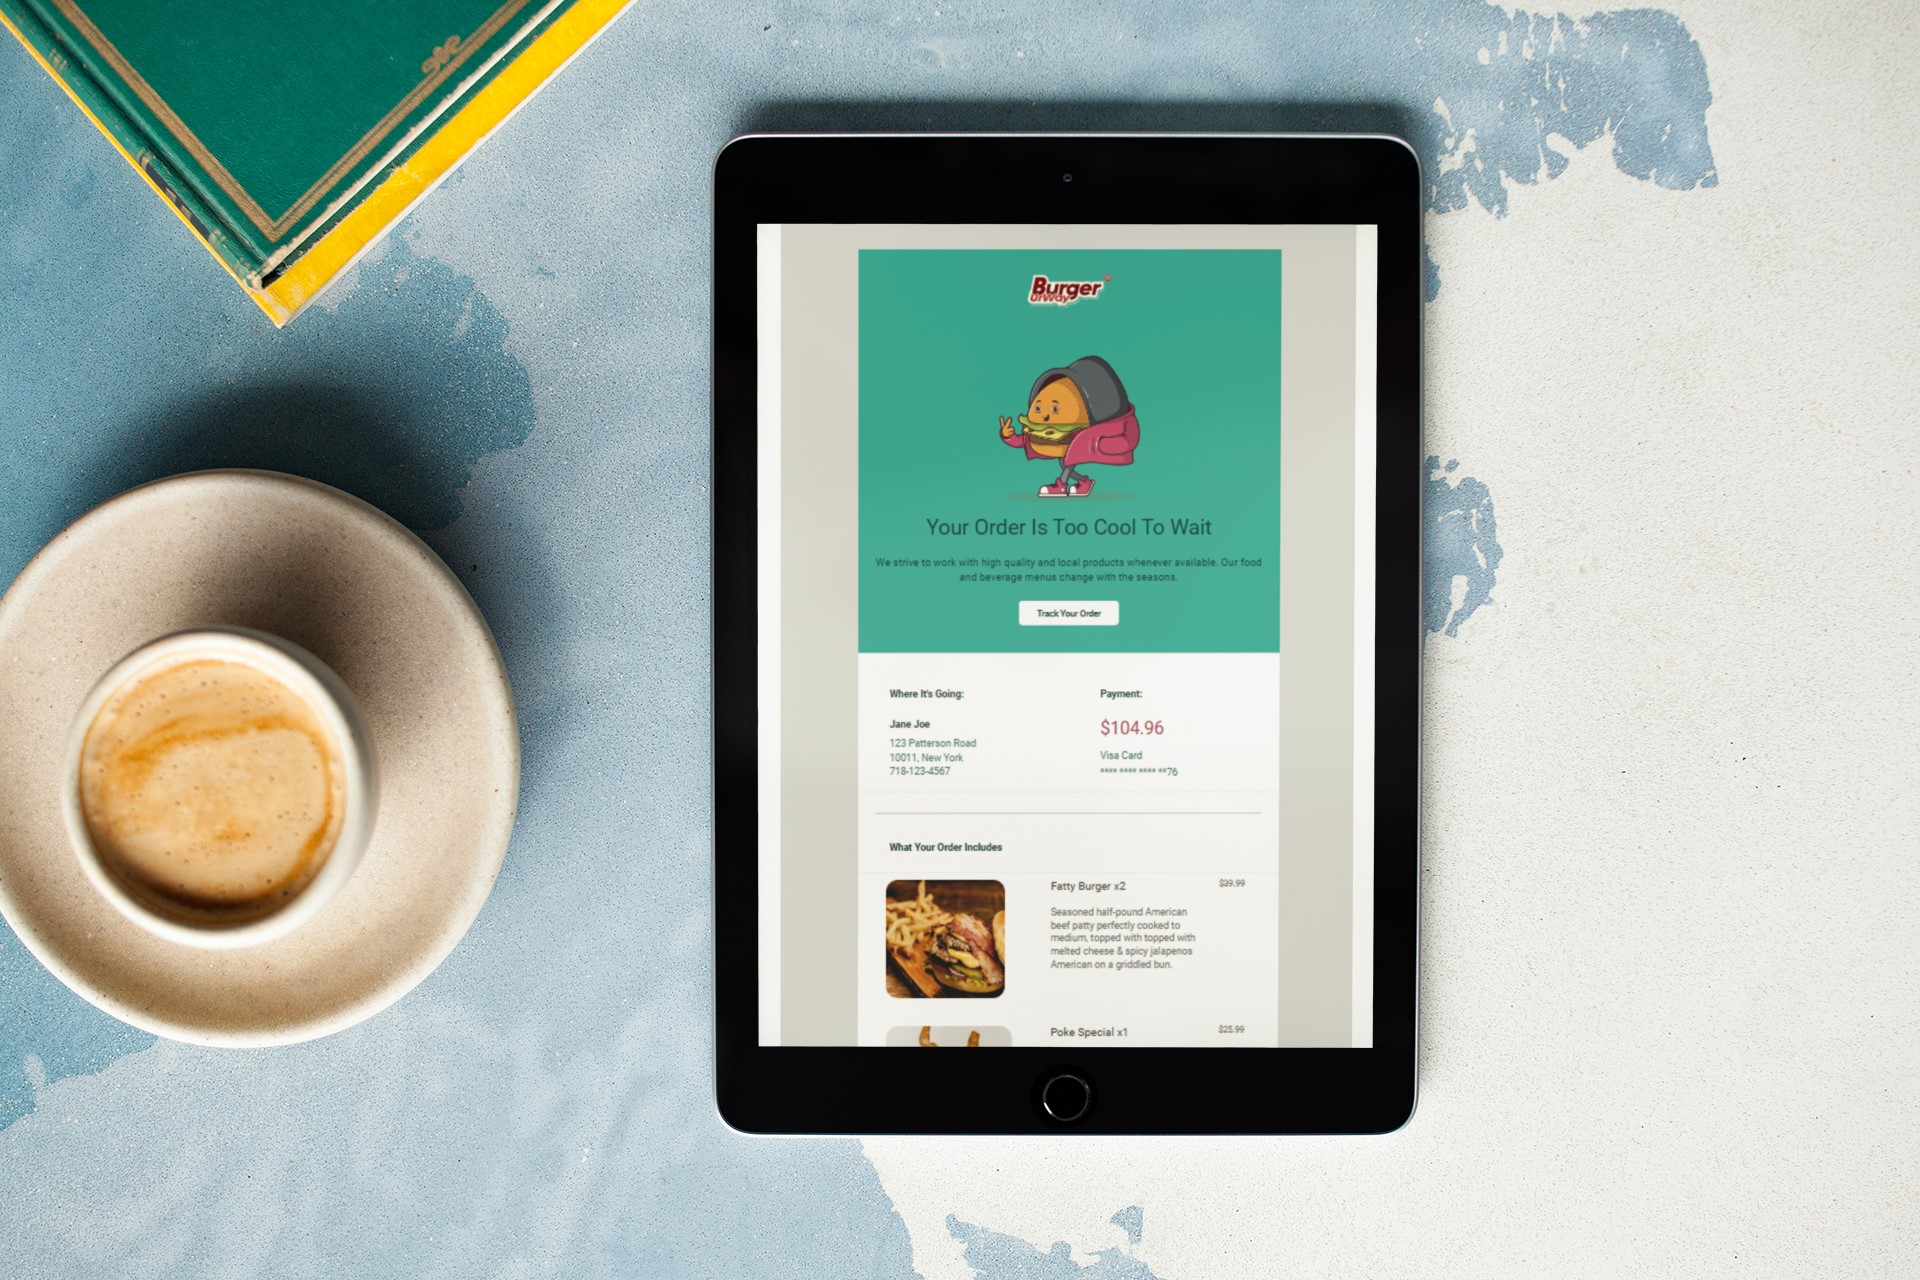 Burger
urWay
Your Order Is Too Cool To Wait
We strive to work with high quality and local products whenever available. Our food
and beverage menus change with the seasons.
Track Your Order
Where It's Going:
Jane Joe
123 Patterson Road
10011, New York
718-123-4567
Payment:
$104.96
Visa Card
**** **** **** **76
What Your Order Includes
Fatty Burger x2
$39.99
Seasoned half-pound American
beef patty perfectly cooked to
medium, topped with topped with
melted cheese & spicy jalapenos
American on a griddled bun.
Poke Special x1
$25.99